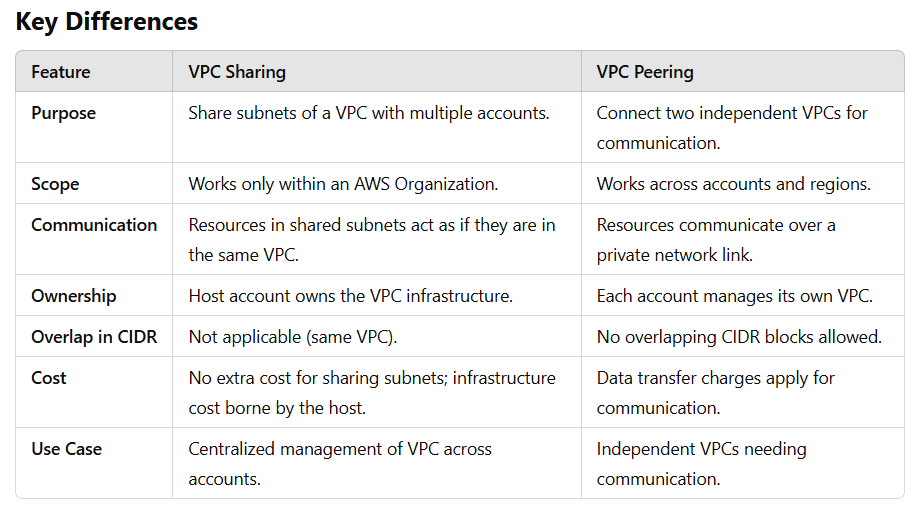 Key Differences
Feature VPC Sharing VPC Peering
Purpose Share subnets of a VPC with multiple accounts. Connect two independent VPCs for
communication.
Scope Works only within an AWS Organization. Works across accounts and regions.
Communication Resources in shared subnets act as if they are in Resources communicate over a
the same VPC. private network link.
Ownership Host account owns the VPC infrastructure. Each account manages its own VPC.
Overlap in CIDR Not applicable (same VPC). No overlapping CIDR blocks allowed.
Cost No extra cost for sharing subnets; infrastructure Data transfer charges apply for
cost borne by the host. communication.
Use Case Centralized management of VPC across Independent VPCs needing
accounts. communication.